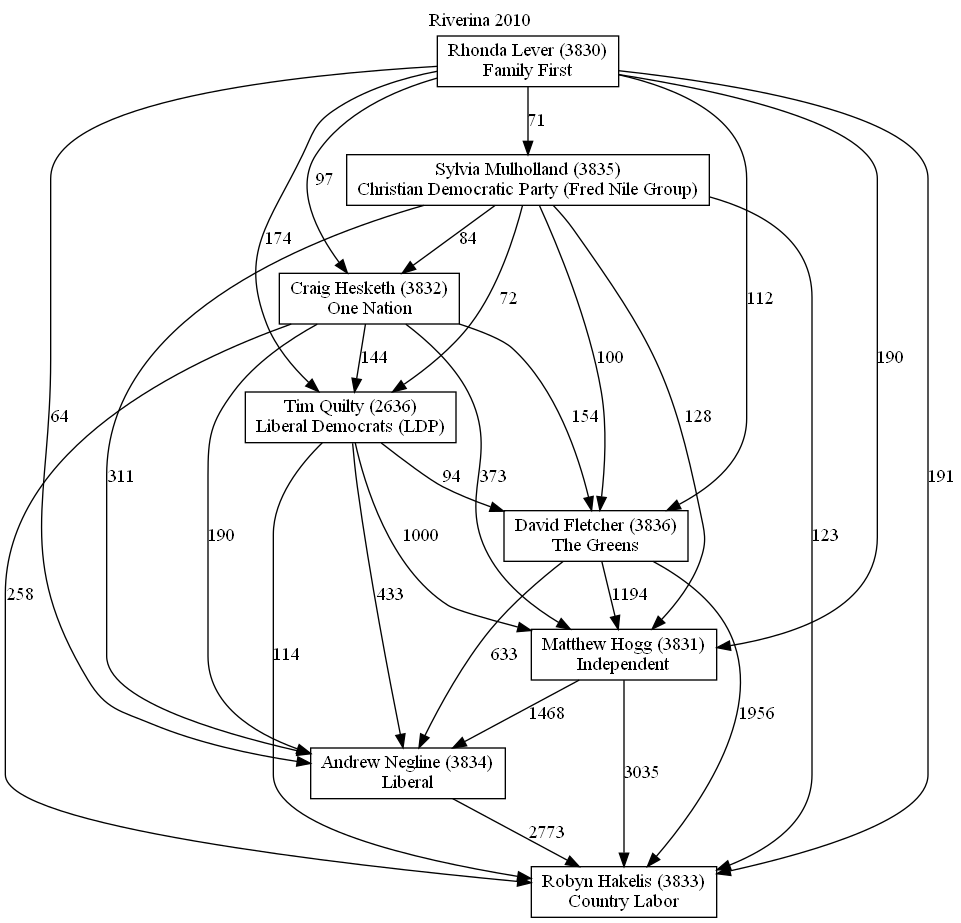 Riverina 2010
Rhonda Lever (3830)
Family First
71
97
174
Sylvia Mulholland (3835)
Christian Democratic Party (Fred Nile Group)
84
72
Craig Hesketh (3832)
One Nation
112
144
100
190
64
154
128
Tim Quilty (2636)
Liberal Democrats (LDP)
311
94
373
191
190
1000
123
David Fletcher (3836)
The Greens
258
433
1194
Matthew Hogg (3831)
Independent
114
633
1468
1956
Andrew Negline (3834)
Liberal
3035
2773
Robyn Hakelis (3833)
Country Labor